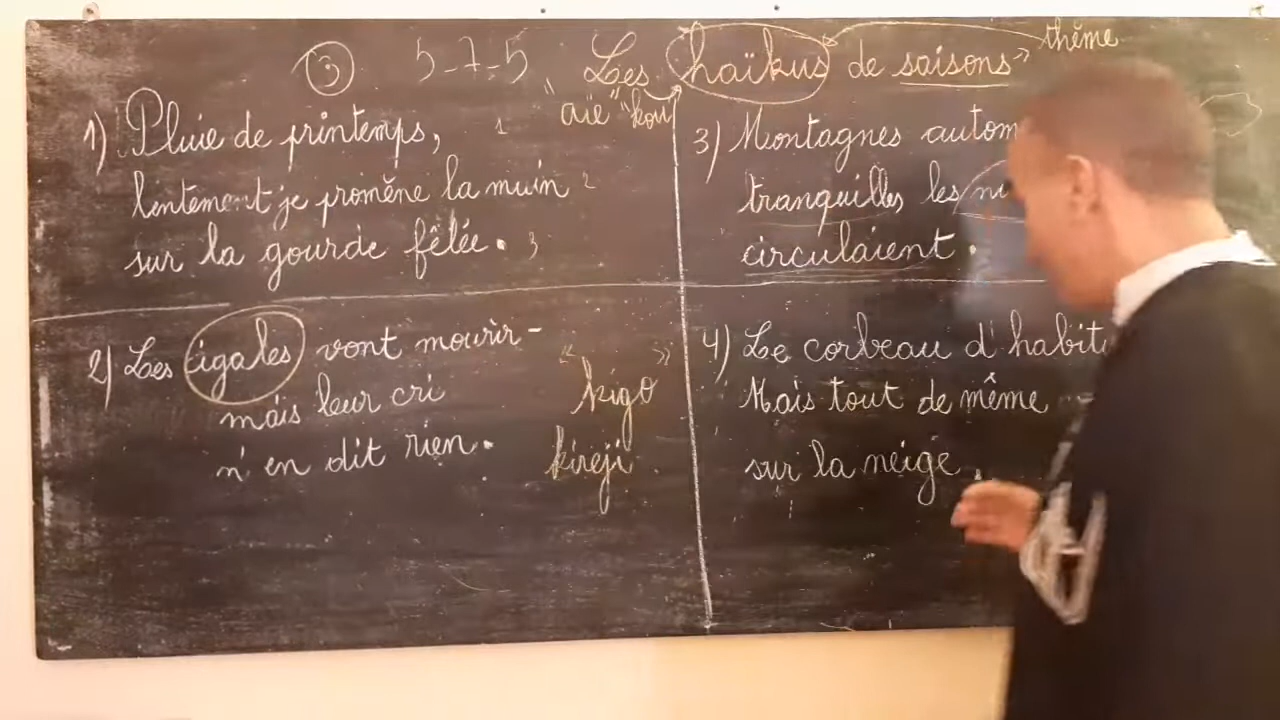 ③ 5-7-5 Les haïkus de saisons" thème
"aïe" "kou"
1) Pluie de printemps, 1
lentement je promène la main 2
sur la gourde fêlée. 3
2) Les cigales vont mourir-
mais leur cri
n'en dit rien.
"kigo"
kireji
3) Montagnes
tranquilles les
circulaient.
4) Le corbeau
Mais tout de même
sur la neige.